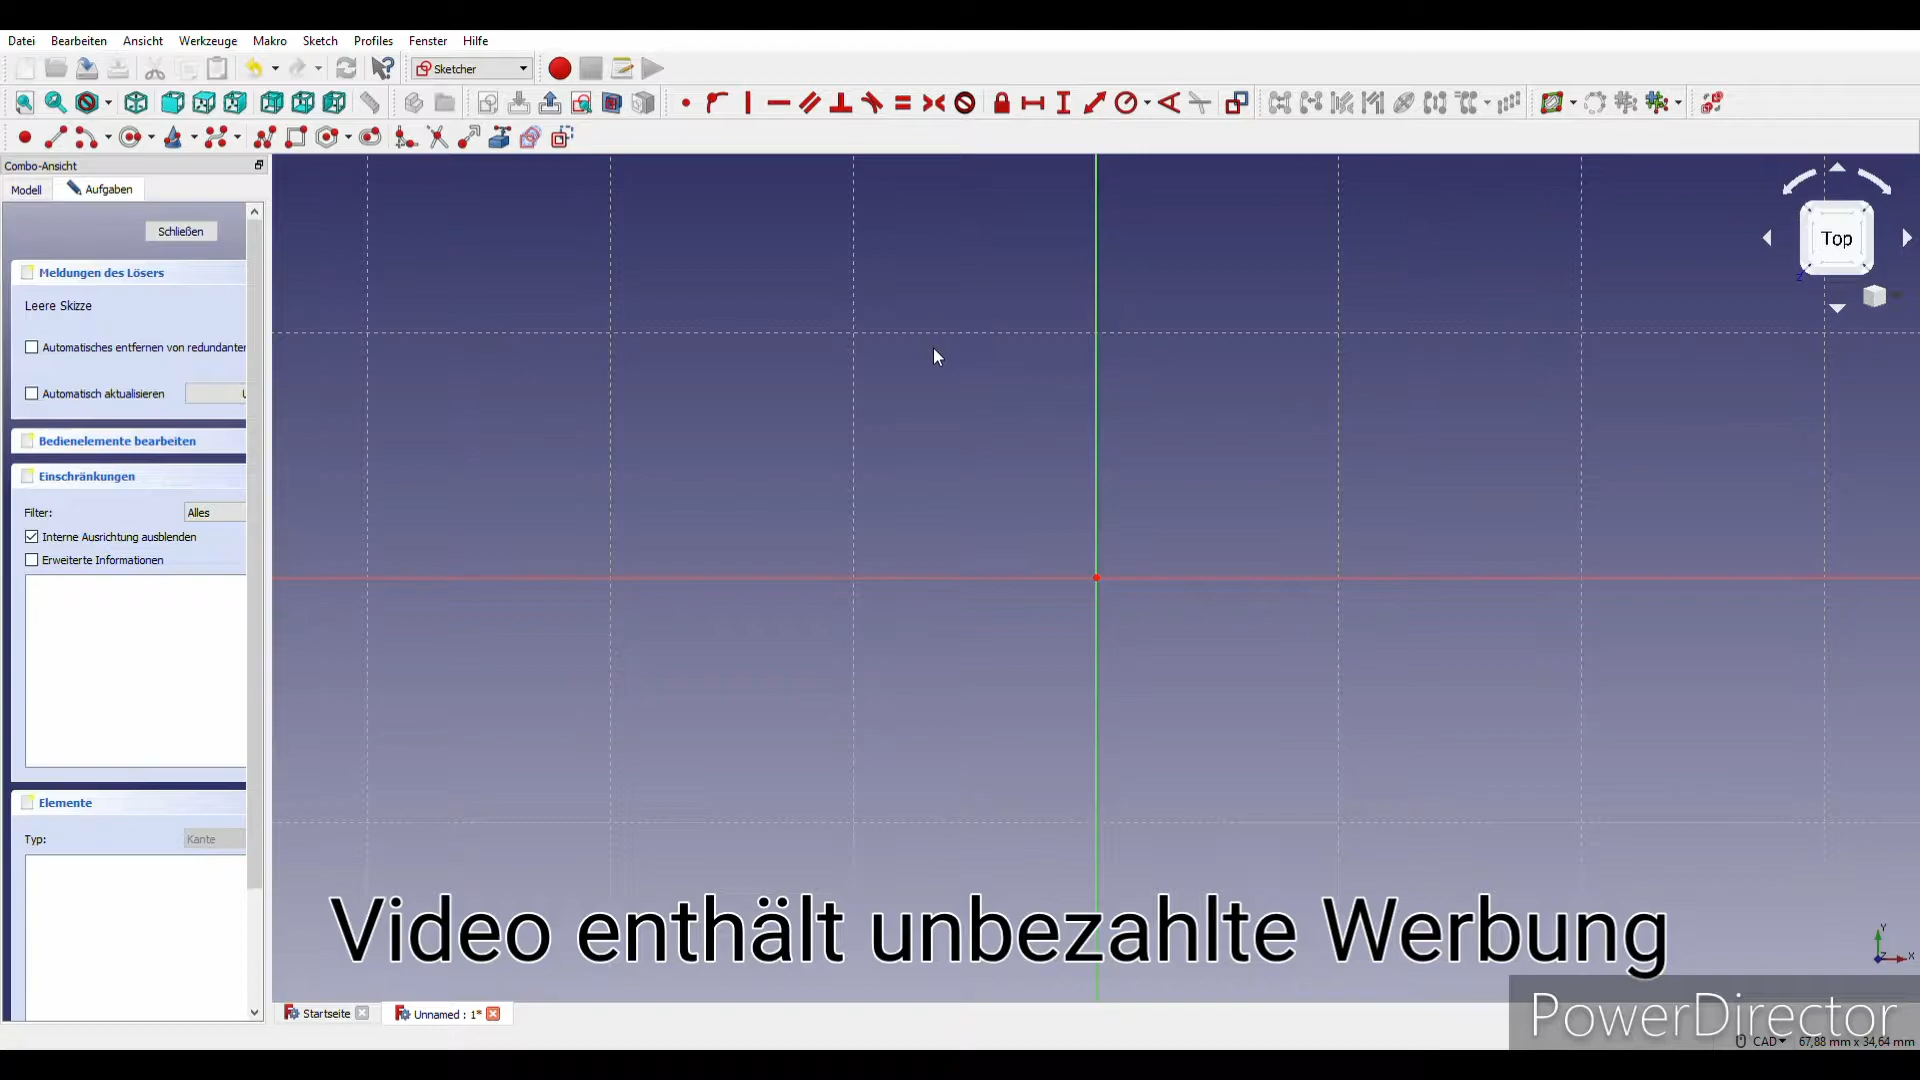 Datei Bearbeiten Ansicht Werkzeuge Makro Sketch Profiles Fenster Hilfe
Sketcher
Combo-Ansicht
Modell Aufgaben
Schließen
Meldungen des Lösers
Leere Skizze
Automatisches entfernen von redundanten
Automatisch aktualisieren
Bedienelemente bearbeiten
Einschränkungen
Filter: Alles
Interne Ausrichtung ausblenden
Erweiterte Informationen
Elemente
Typ: Kante
Top
Z
Y
Z
X
Video enthält unbezahlte Werbung
Startseite Unnamed : 1*
PowerDirector
CAD 67,88 mm x 34,64 mm